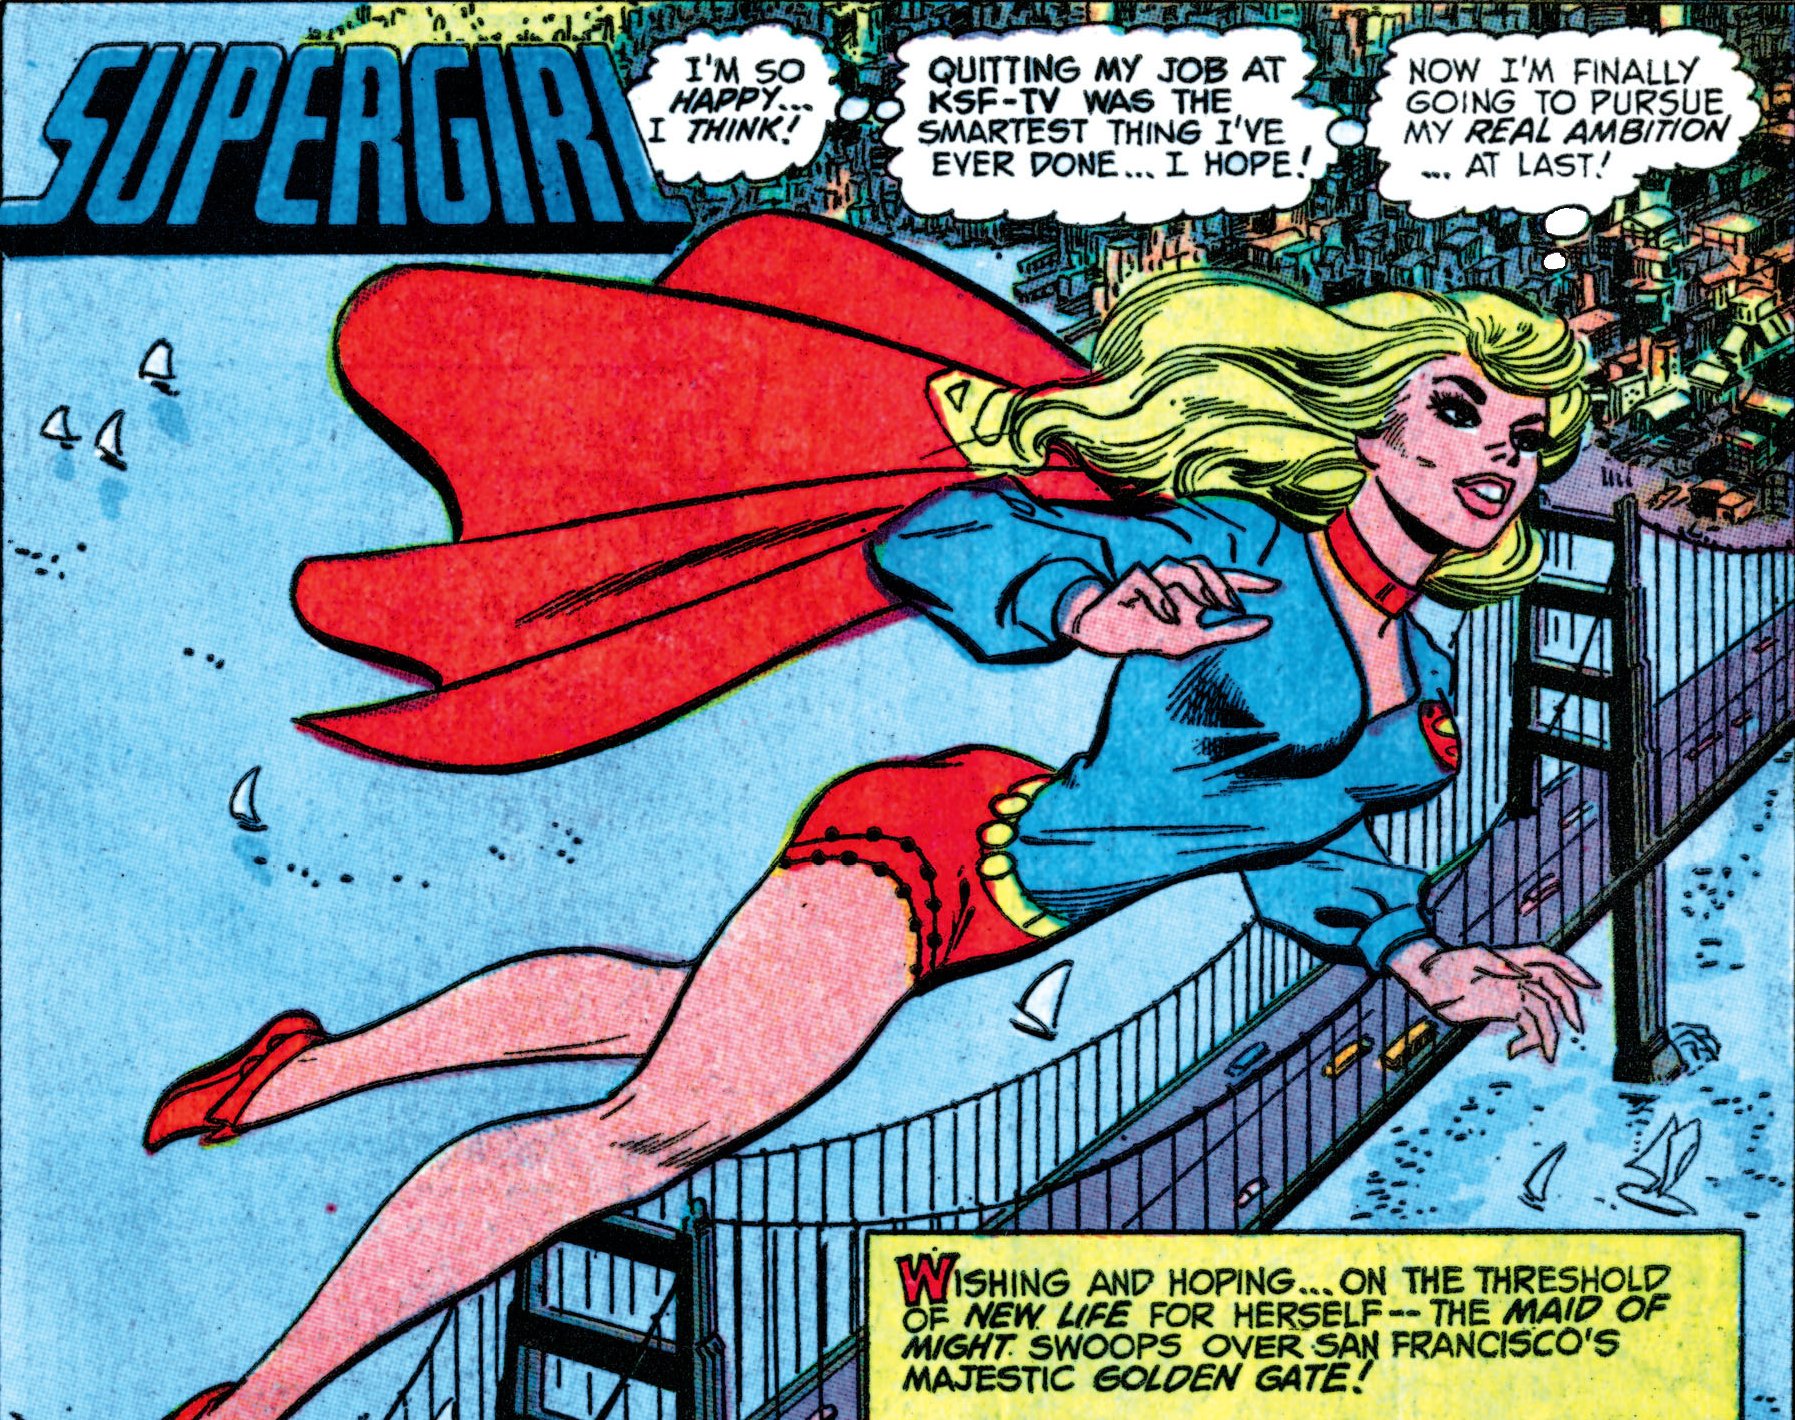 SUPERGIRL
I'M SO
HAPPY...
I THINK!
QUITTING MY JOB AT
KSF-TV WAS THE
SMARTEST THING I'VE
EVER DONE... I HOPE!
NOW I'M FINALLY
GOING TO PURSUE
MY REAL AMBITION
... AT LAST!
WISHING AND HOPING...ON THE THRESHOLD
OF NEW LIFE FOR HERSELF-- THE MAID OF
MIGHT SWOOPS OVER SAN FRANCISCO'S
MAJESTIC GOLDEN GATE!